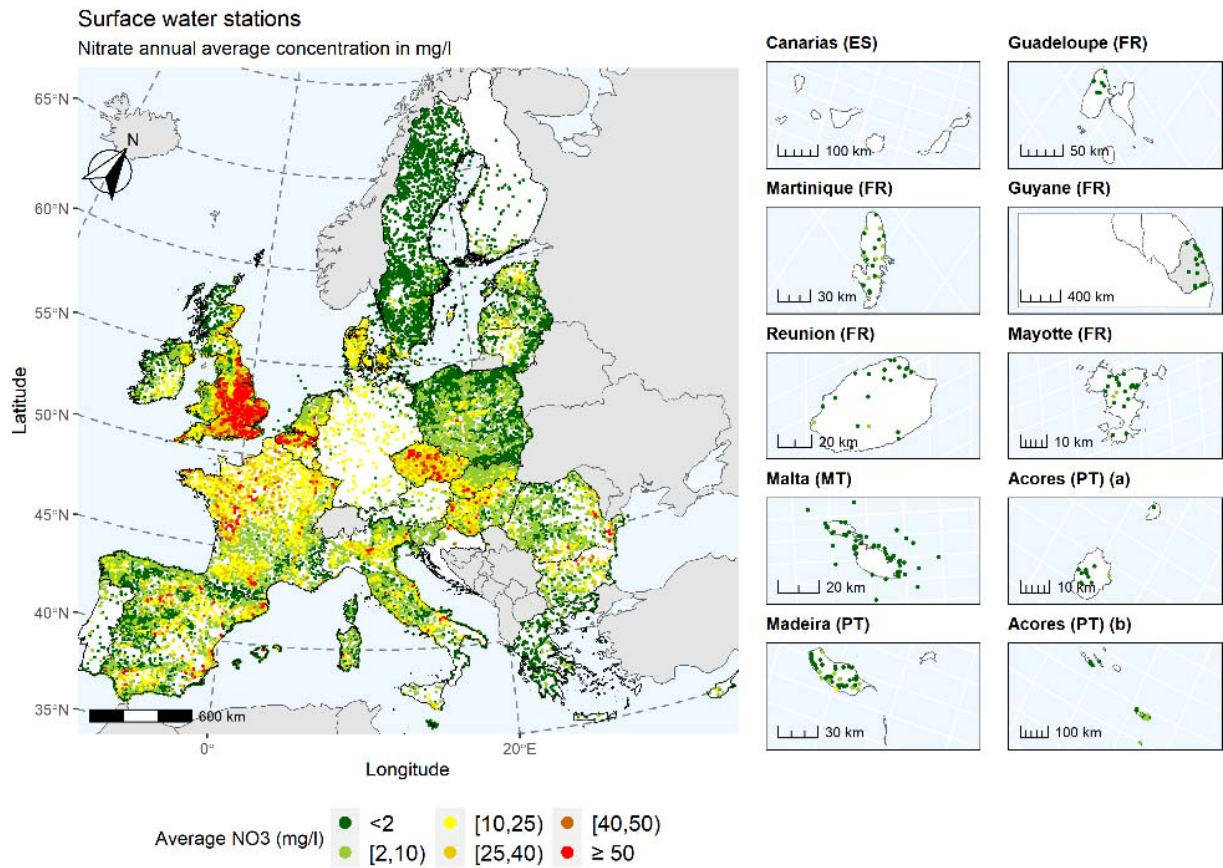 Surface water stations
Nitrate annual average concentration in mg/l
65°N
60°N
55°N
50°N
45°N
40°N
35°N
Latitude
N
600 km
0°
20°E
Longitude
Canarias (ES)
100 km
Guadeloupe (FR)
50 km
Martinique (FR)
30 km
Guyane (FR)
400 km
Reunion (FR)
20 km
Mayotte (FR)
10 km
Malta (MT)
20 km
Acores (PT) (a)
10 km
Madeira (PT)
30 km
Acores (PT) (b)
100 km
Average NO3 (mg/l)
<2
[10,25)
[40,50)
[2,10)
[25,40)
≥ 50